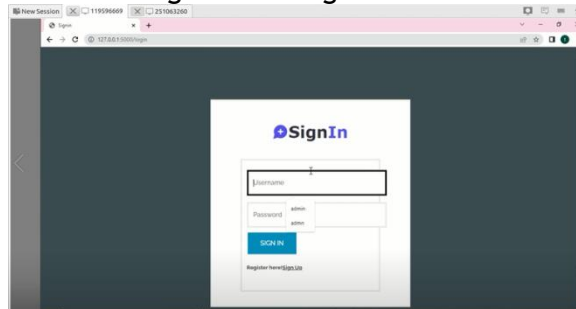 New Session 119596669 251063260
SignIn
127.0.0.1:5000/login
SignIn
Username
Password
admin
admin
SIGN IN
Register here!Sign Up